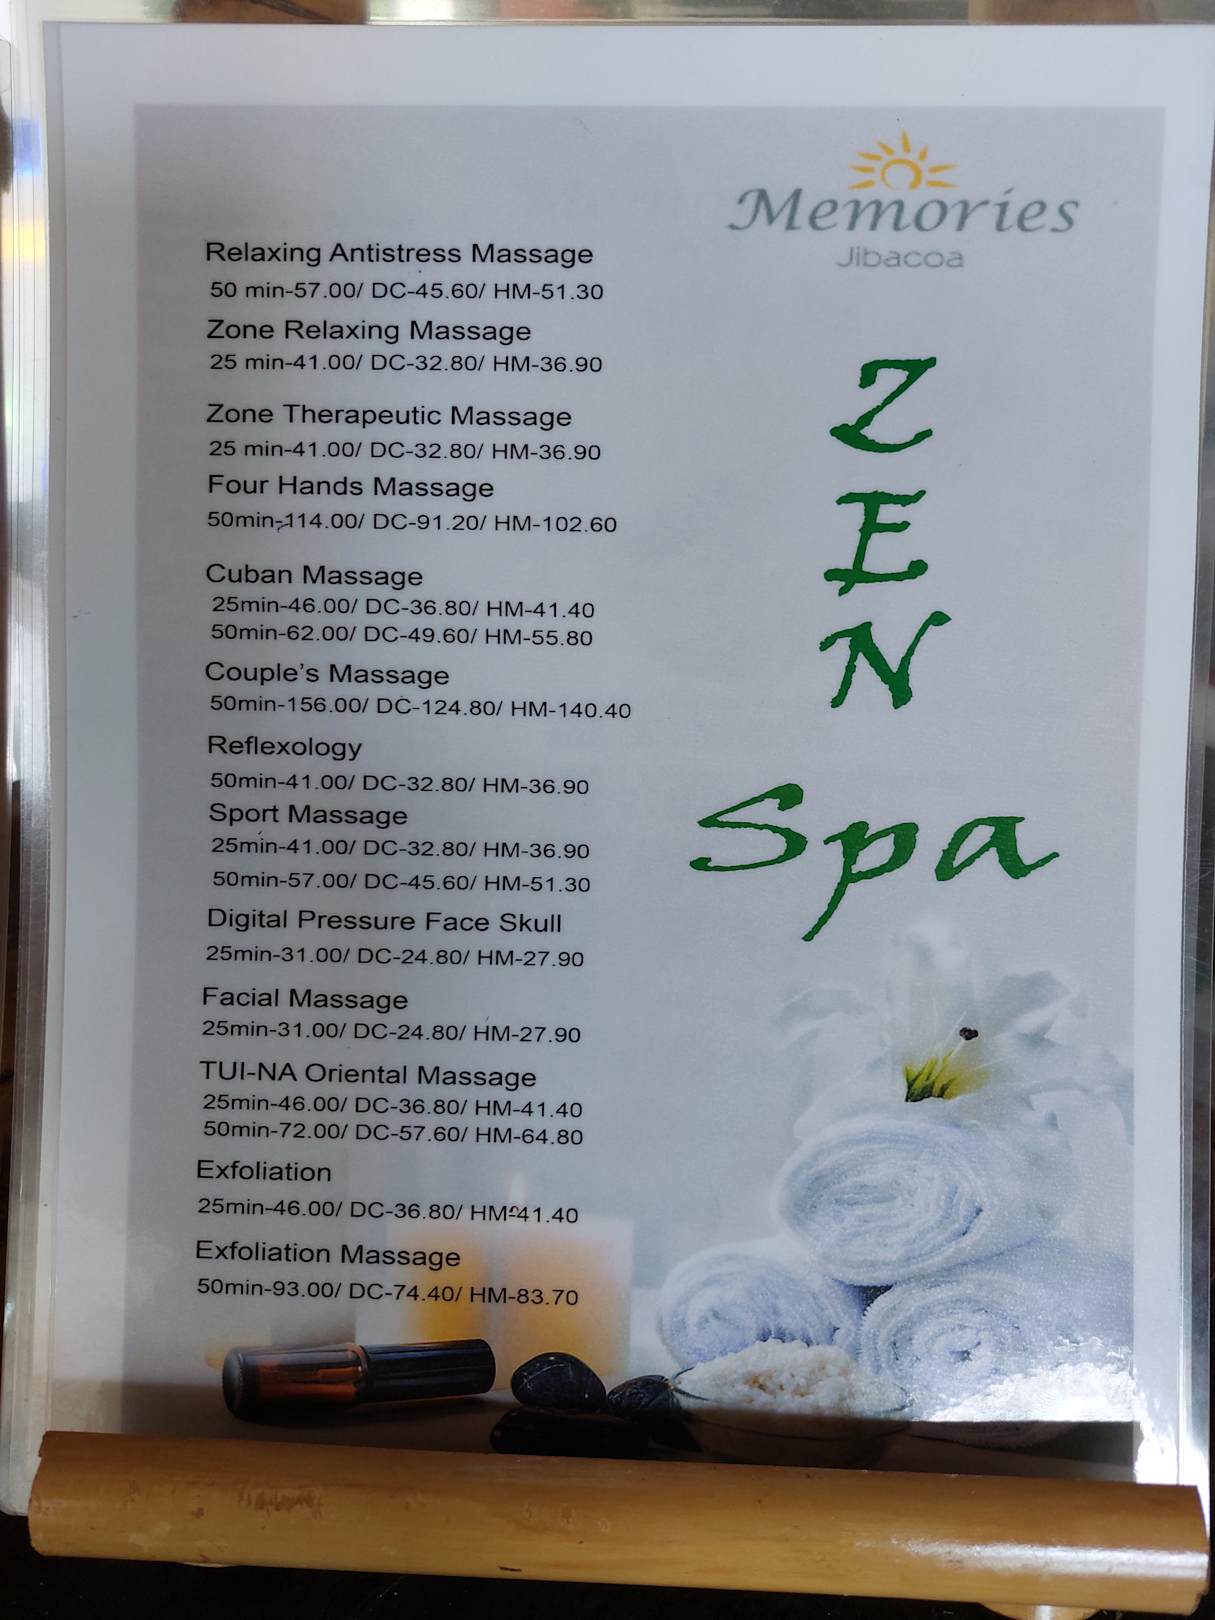 Memories
Jibacoa
Relaxing Antistress Massage
50 min-57.00/ DC-45.60/ HM-51.30
Zone Relaxing Massage
25 min-41.00/ DC-32.80/ HM-36.90
Zone Therapeutic Massage
25 min-41.00/ DC-32.80/ HM-36.90
Four Hands Massage
50min-114.00/ DC-91.20/ HM-102.60
Cuban Massage
25min-46.00/ DC-36.80/ HM-41.40
50min-62.00/ DC-49.60/ HM-55.80
Couple's Massage
50min-156.00/ DC-124.80/ HM-140.40
Reflexology
50min-41.00/ DC-32.80/ HM-36.90
Sport Massage
25min-41.00/ DC-32.80/ HM-36.90
50min-57.00/ DC-45.60/ HM-51.30
Digital Pressure Face Skull
25min-31.00/ DC-24.80/ HM-27.90
Facial Massage
25min-31.00/ DC-24.80/ HM-27.90
TUI-NA Oriental Massage
25min-46.00/ DC-36.80/ HM-41.40
50min-72.00/ DC-57.60/ HM-64.80
Exfoliation
25min-46.00/ DC-36.80/ HM-41.40
Exfoliation Massage
50min-93.00/ DC-74.40/ HM-83.70
ZEN
Spa